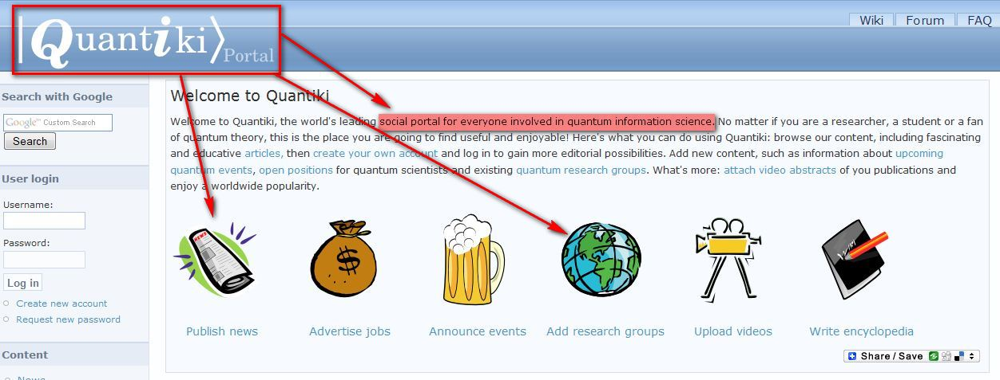 |Quantiki⟩
Portal
Wiki Forum FAQ
Search with Google
Google™ Custom Search
Search
User login
Username:
Password:
Log in
Create new account
Request new password
Content
News
Welcome to Quantiki
Welcome to Quantiki, the world's leading social portal for everyone involved in quantum information science. No matter if you are a researcher, a student or a fan
of quantum theory, this is the place you are going to find useful and enjoyable! Here's what you can do using Quantiki: browse our content, including fascinating
and educative articles, then create your own account and log in to gain more editorial possibilities. Add new content, such as information about upcoming
quantum events, open positions for quantum scientists and existing quantum research groups. What's more: attach video abstracts of you publications and
enjoy a worldwide popularity.
NEWS
$
Publish news Advertise jobs Announce events Add research groups Upload videos Write encyclopedia
Share / Save